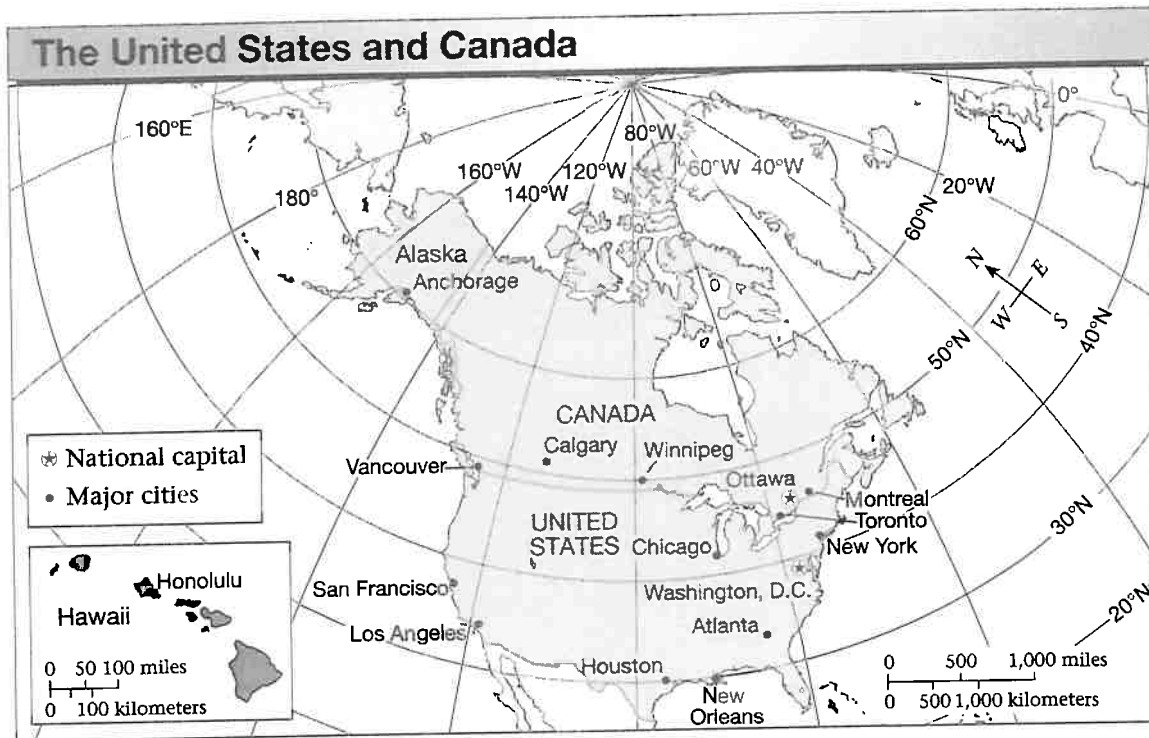 The United States and Canada
160°E
180°
160°W
140°W
120°W
80°W
60°W
40°W
20°W
0°
60°N
50°N
40°N
30°N
20°N
N
E
W
S
Alaska
Anchorage
CANADA
Calgary
Winnipeg
Vancouver
Ottawa
Montreal
Toronto
UNITED
STATES
Chicago
New York
San Francisco
Washington, D.C.
Los Angeles
Atlanta
Houston
New
Orleans
National capital
Major cities
Honolulu
Hawaii
0 50 100 miles
0 100 kilometers
0 500 1,000 miles
0 500 1,000 kilometers